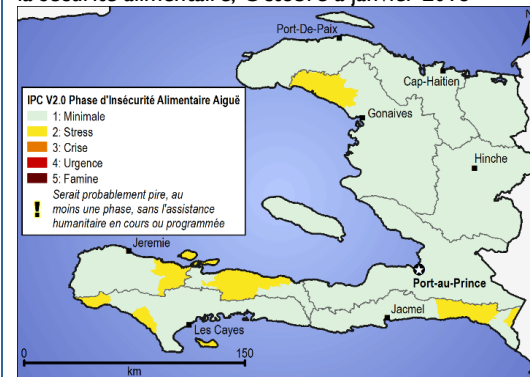 la sécurité alimentaire, Octobre à janvier 2013
Port-De-Paix
Cap-Haitien
IPC V2.0 Phase d'Insécurité Alimentaire Aiguë
1: Minimale
2: Stress
3: Crise
4: Urgence
5: Famine
! Serait probablement pire, au
moins une phase, sans l'assistance
humanitaire en cours ou programmée
Gonaives
Hinche
Jeremie
Port-au-Prince
Jacmel
Les Cayes
0 150
km